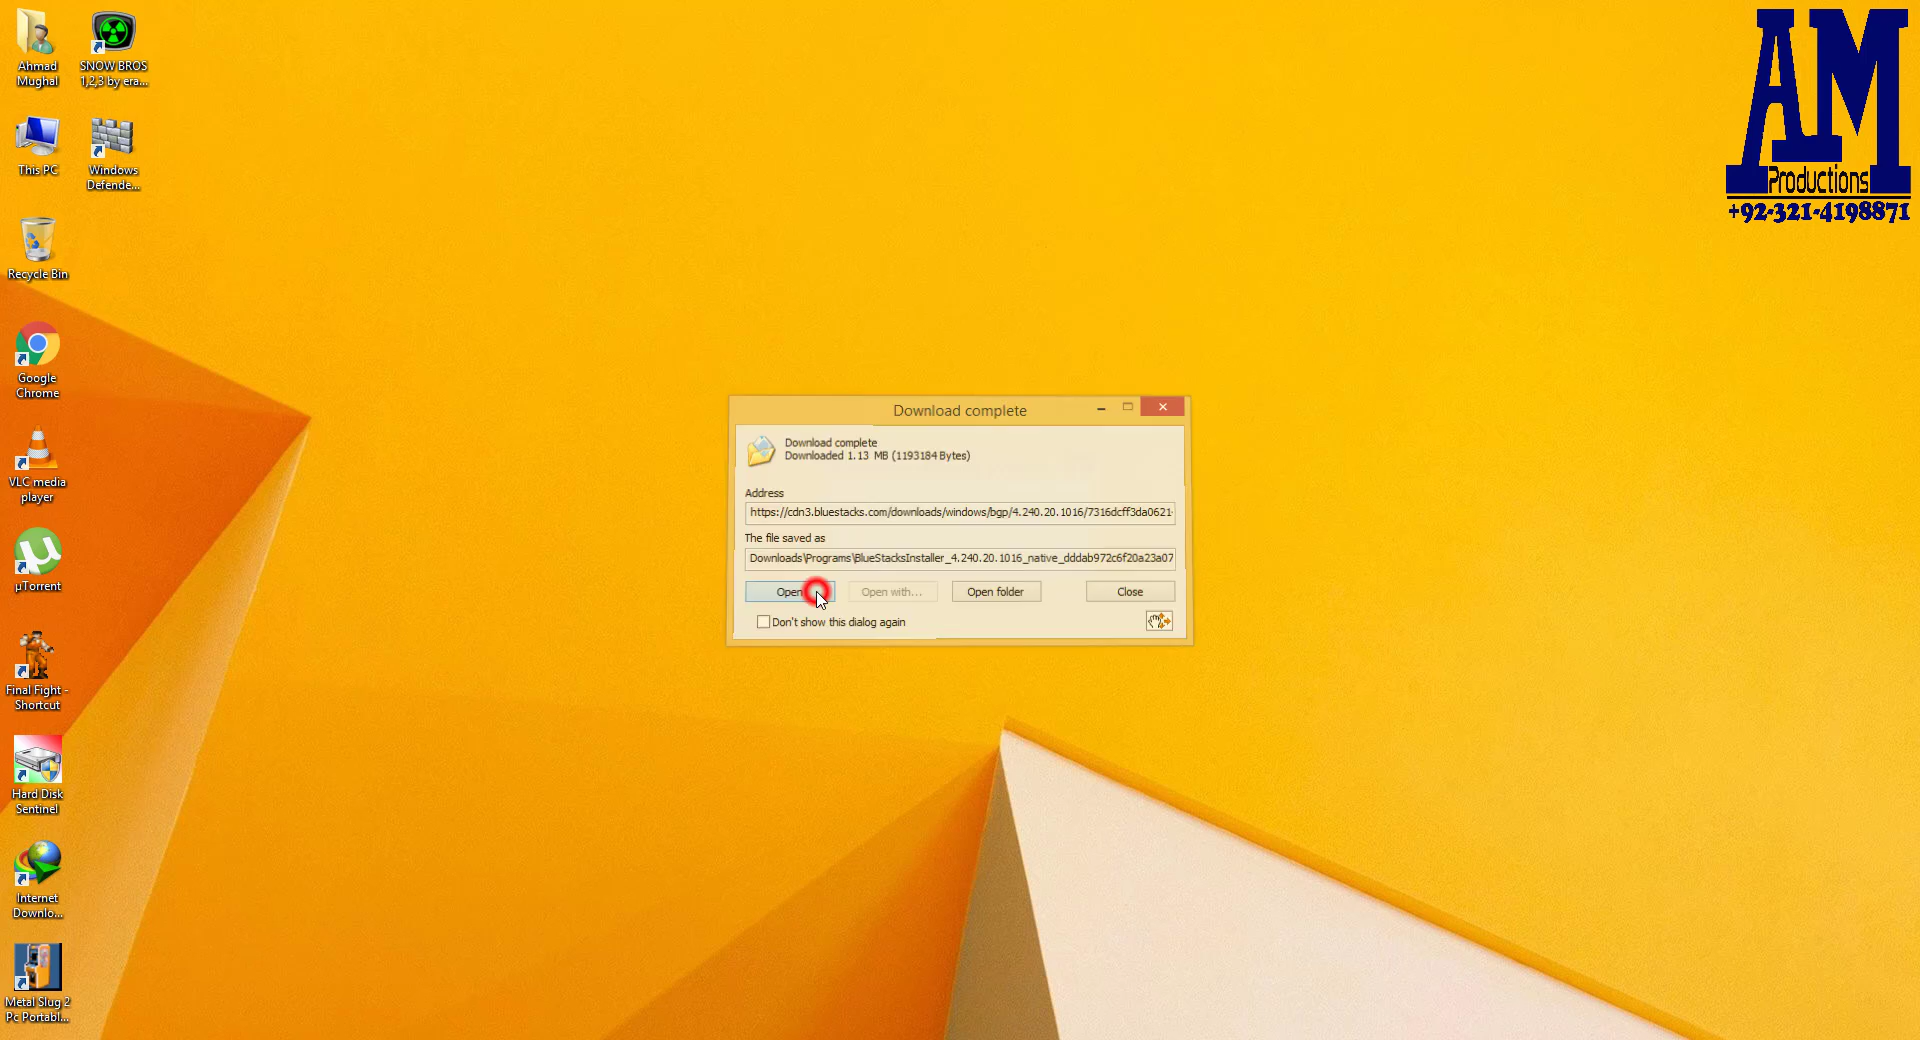 Ahmad
Mughal
SNOW BROS
1,2,3 by era...
This PC
Windows
Defende...
Recycle Bin
Google
Chrome
VLC media
player
µTorrent
Final Fight -
Shortcut
Hard Disk
Sentinel
Internet
Downlo...
Metal Slug 2
Pc Portabl...
AM
Productions
+92-321-4198871
Download complete
Download complete
Downloaded 1.13 MB (1193184 Bytes)
Address
https://cdn3.bluestacks.com/downloads/windows/bgp/4.240.20.1016/7316dcff3da0621-
The file saved as
Downloads\Programs\BlueStacksInstaller_4.240.20.1016_native_dddab972c6f20a23a07
Open
Open with...
Open folder
Close
Don't show this dialog again